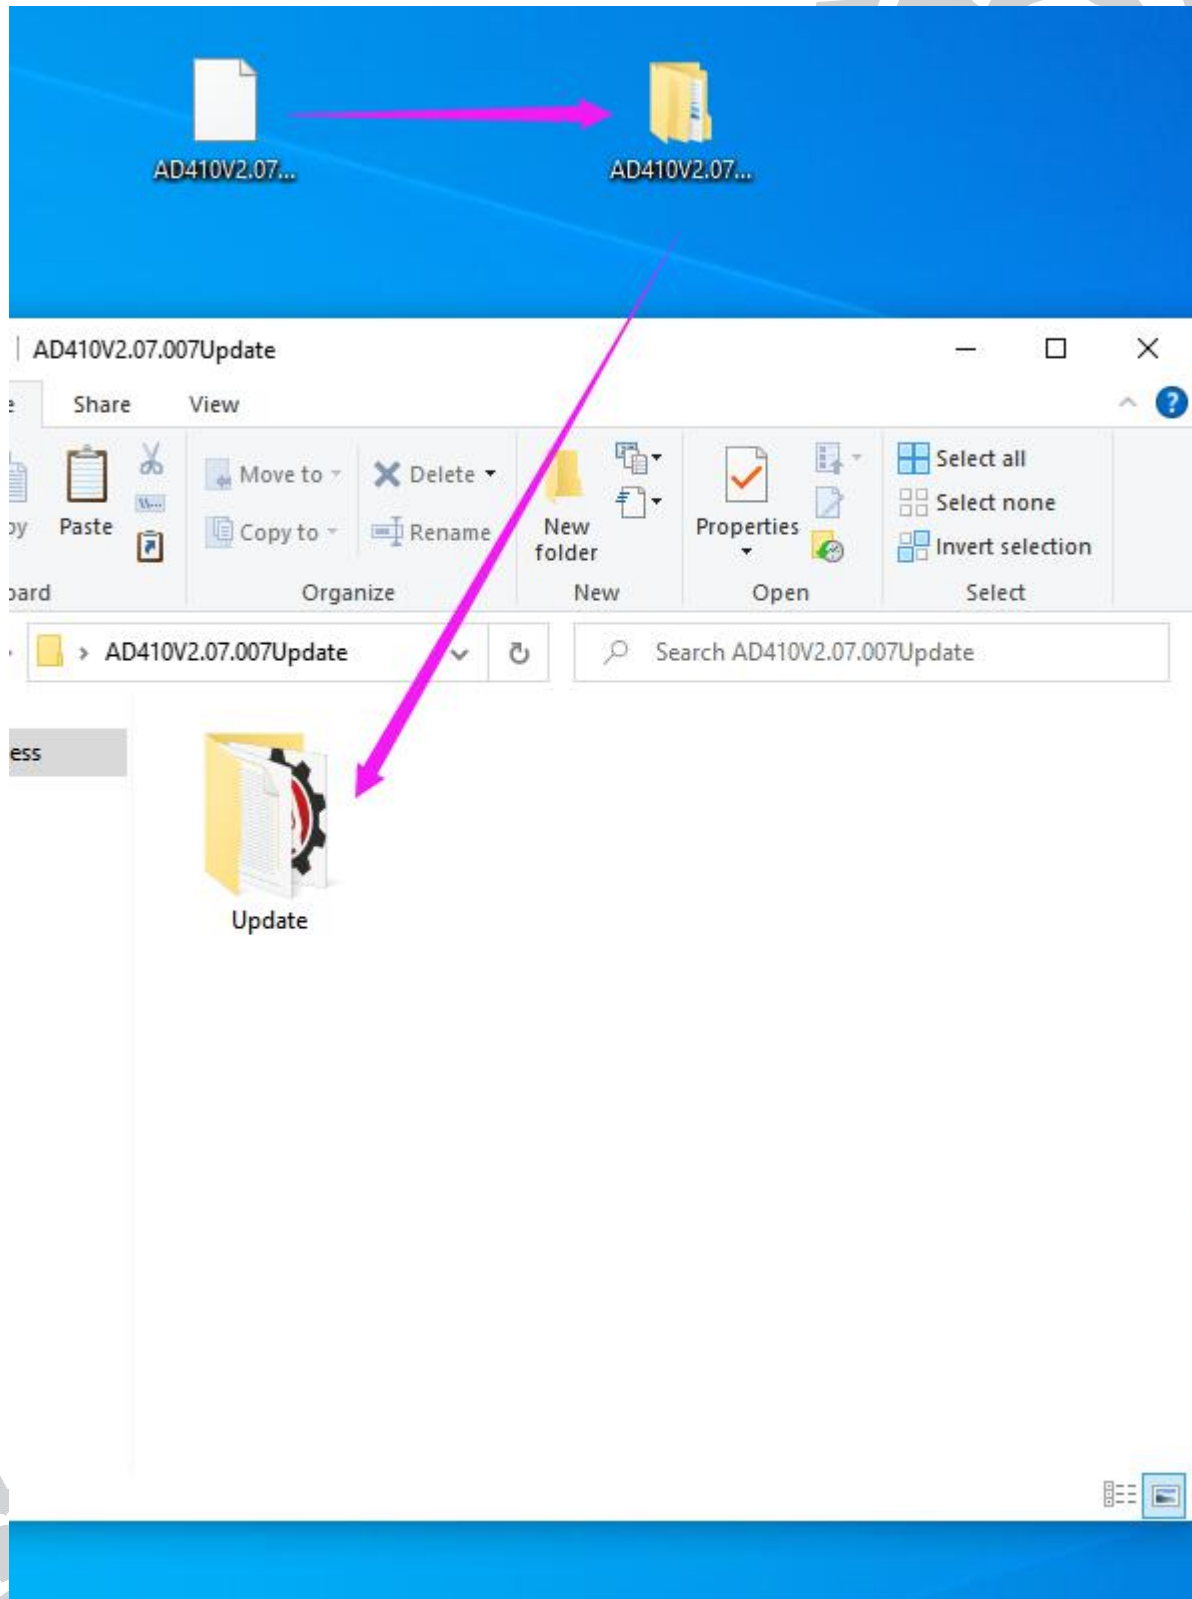 AD410V2.07...
AD410V2.07...
AD410V2.07.007Update
Share View
Paste
Move to
Copy to
Delete
Rename
New folder
Properties
Select all
Select none
Invert selection
Organize New Open Select
AD410V2.07.007Update
Search AD410V2.07.007Update
ess
Update